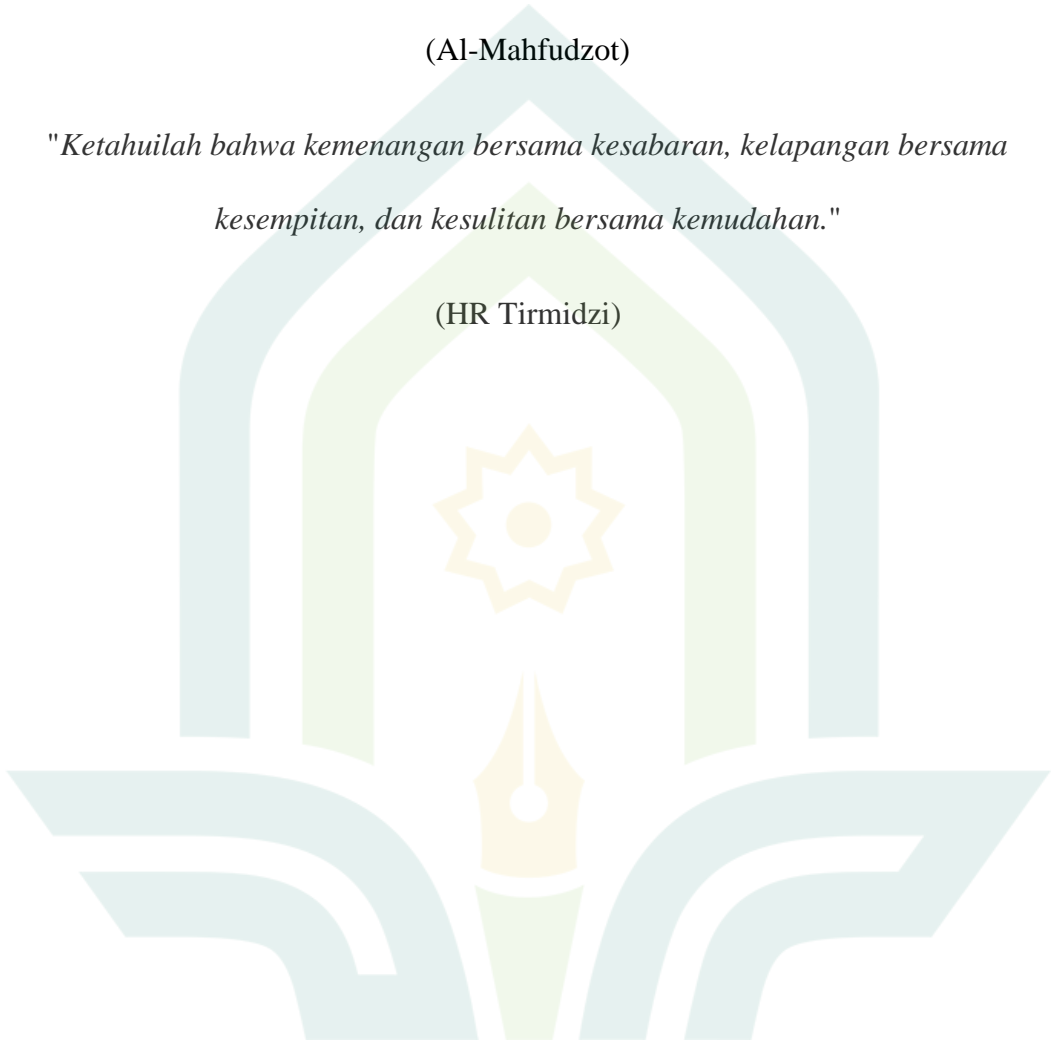 (Al-Mahfudzot)
"Ketahuilah bahwa kemenangan bersama kesabaran, kelapangan bersama
kesempitan, dan kesulitan bersama kemudahan."
(HR Tirmidzi)